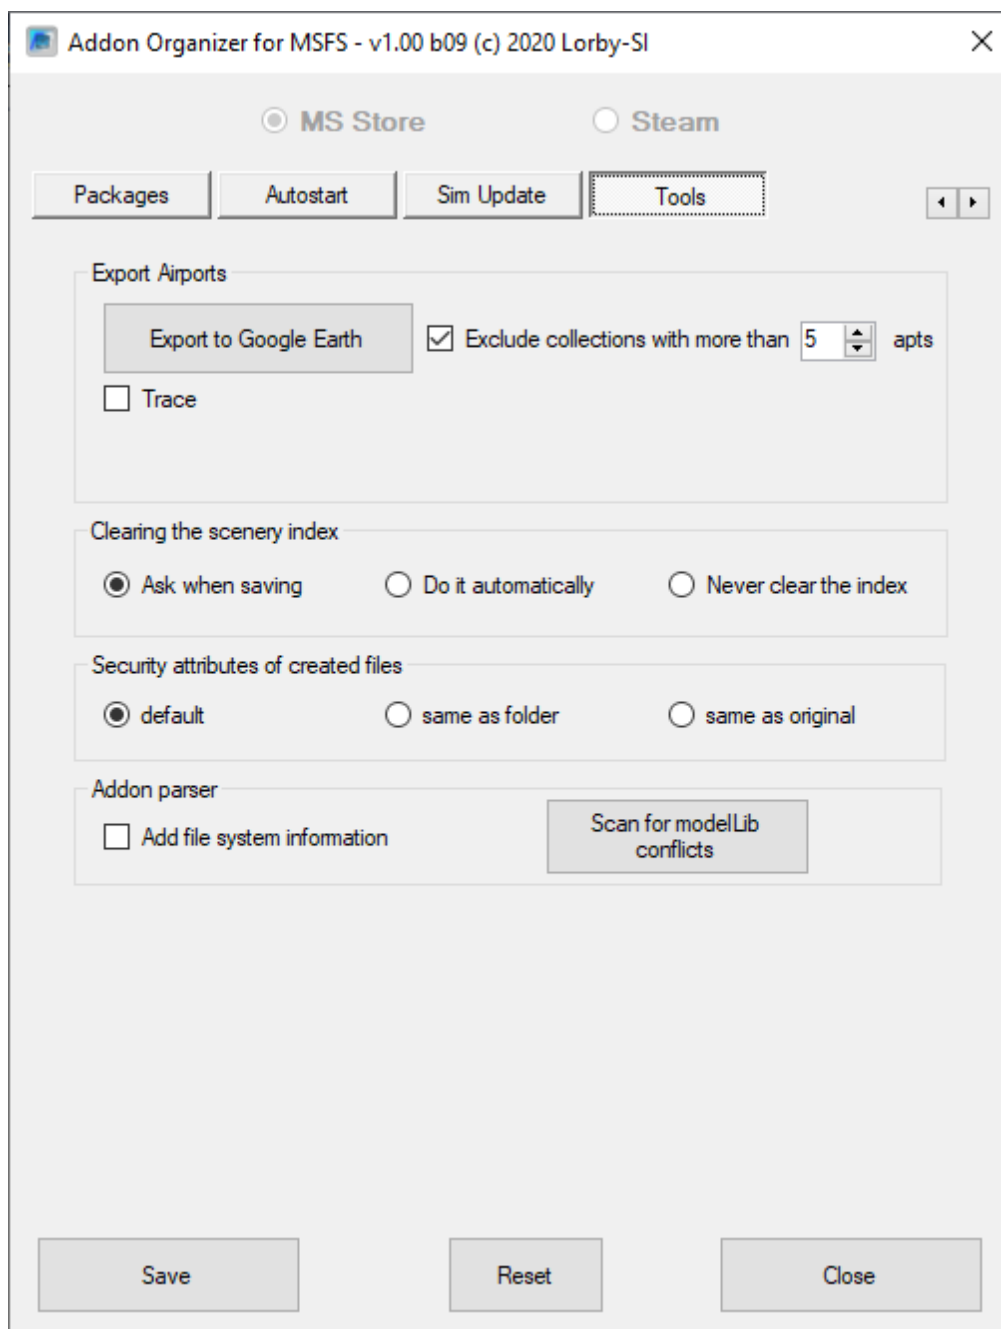 Addon Organizer for MSFS - v1.00 b09 (c) 2020 Lorby-SI
MS Store Steam
Packages Autostart Sim Update Tools
Export Airports
Export to Google Earth Exclude collections with more than 5 apts
Trace
Clearing the scenery index
Ask when saving Do it automatically Never clear the index
Security attributes of created files
default same as folder same as original
Addon parser
Add file system information Scan for modelLib
conflicts
Save Reset Close